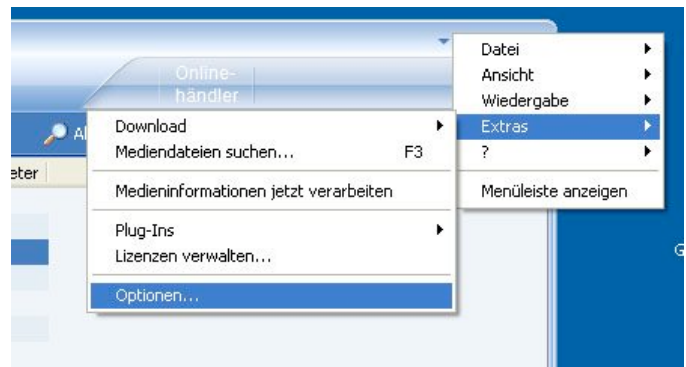 Online-
händler
Datei
Ansicht
Wiedergabe
Extras
?
Menüleiste anzeigen
Download
Mediendateien suchen... F3
Medieninformationen jetzt verarbeiten
Plug-Ins
Lizenzen verwalten...
Optionen...
eter
G